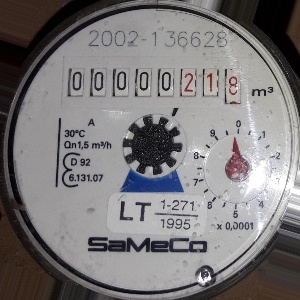 2002-136628
00000218 m³
A
30°C
Qn1,5 m³/h
D 92
6.131.07
9 0 1
8 2
7 3
6 4
5
x 0,0001
LT 1-271
1995
SaMeCo